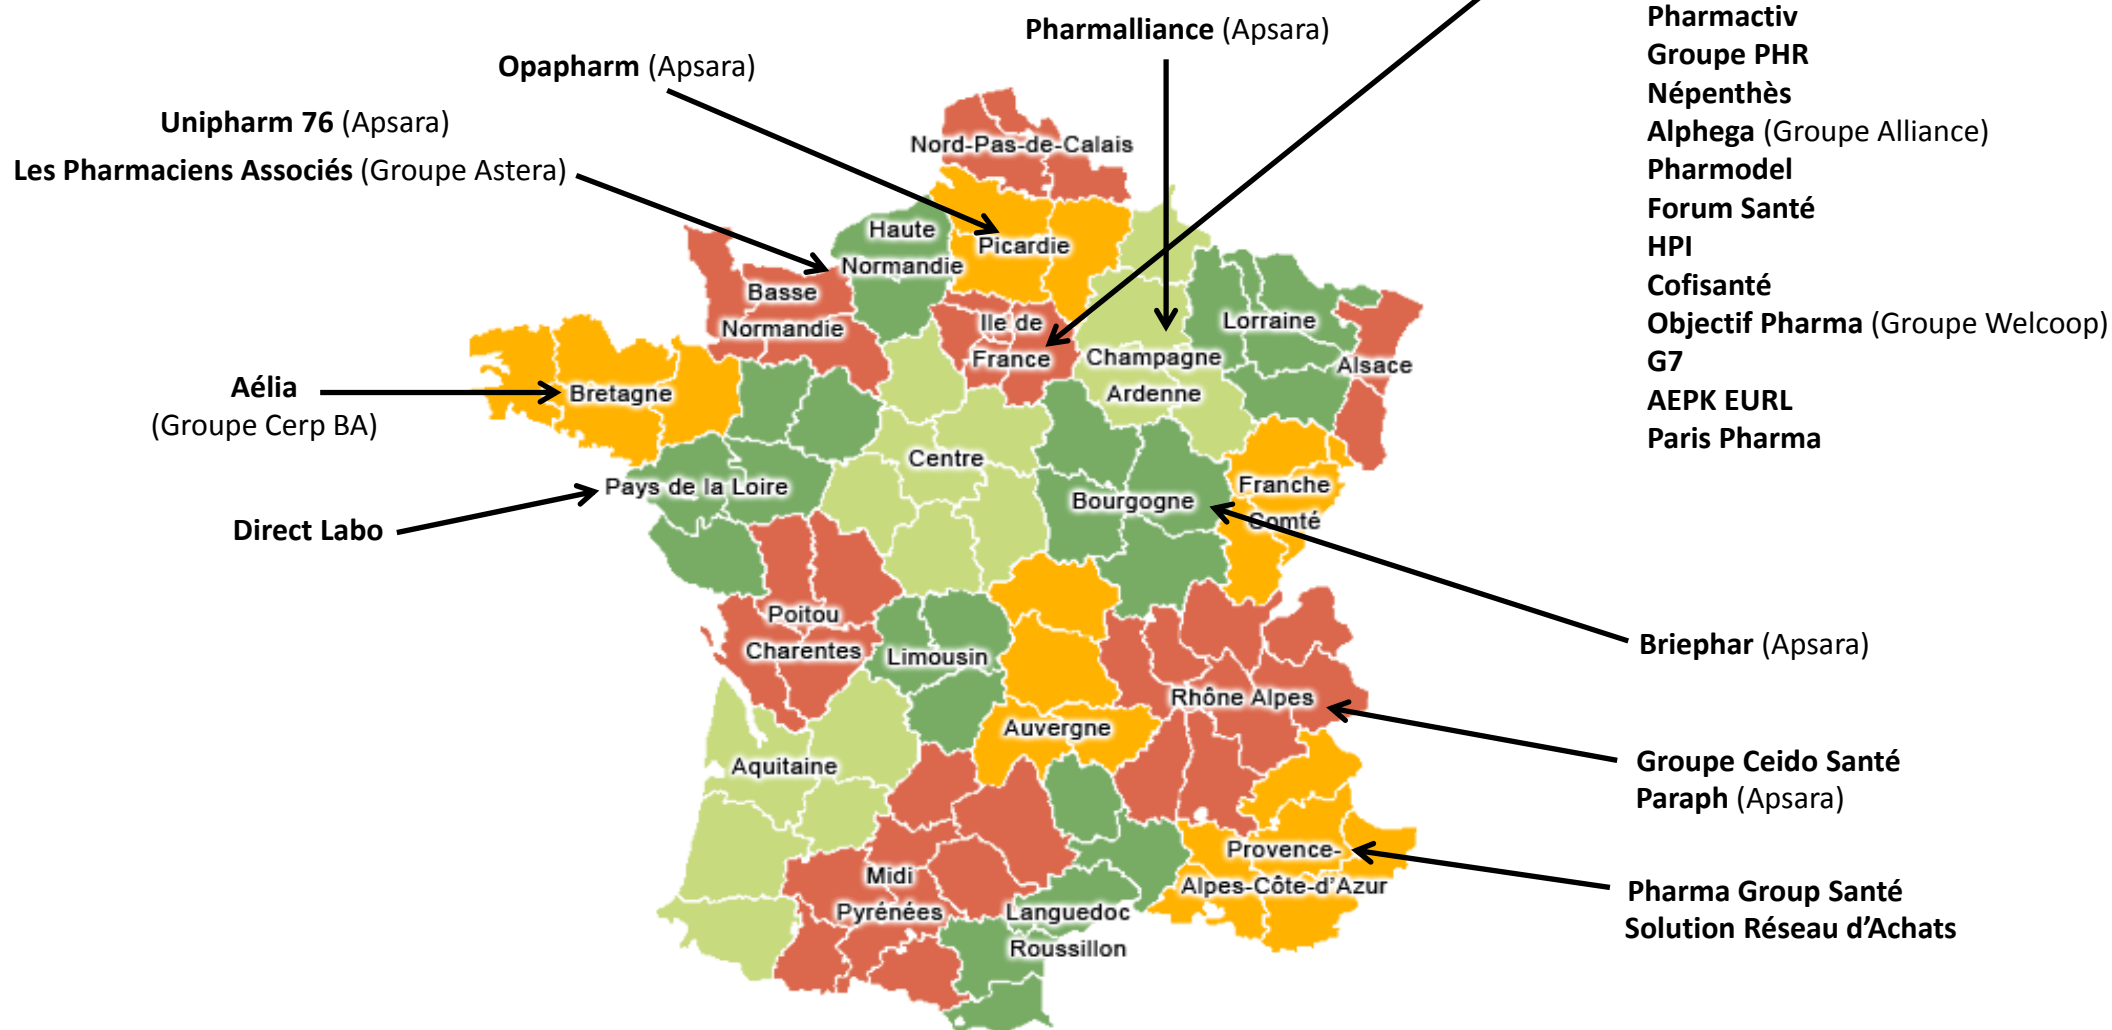 Pharmactiv
Pharmalliance (Apsara)
Groupe PHR
Opapharm (Apsara)
Népenthès
Unipharm 76 (Apsara)
Alphega (Groupe Alliance)
Nord-Pas-de-Calais
Les Pharmaciens Associés (Groupe Astera)
Pharmodel
Forum Santé
Haute
Normandie
Picardie
HPI
Cofisanté
Basse
Normandie
Ile de
France
Lorraine
Objectif Pharma (Groupe Welcoop)
Champagne
Ardenne
Alsace
G7
Aélia
(Groupe Cerp BA)
Bretagne
AEPK EURL
Paris Pharma
Centre
Pays de la Loire
Bourgogne
Franche
Comté
Direct Labo
Poitou
Charentes
Limousin
Briephar (Apsara)
Rhône Alpes
Auvergne
Aquitaine
Groupe Ceido Santé
Paraph (Apsara)
Provence-
Alpes-Côte-d'Azur
Midi
Pyrénées
Languedoc
Roussillon
Pharma Group Santé
Solution Réseau d’Achats